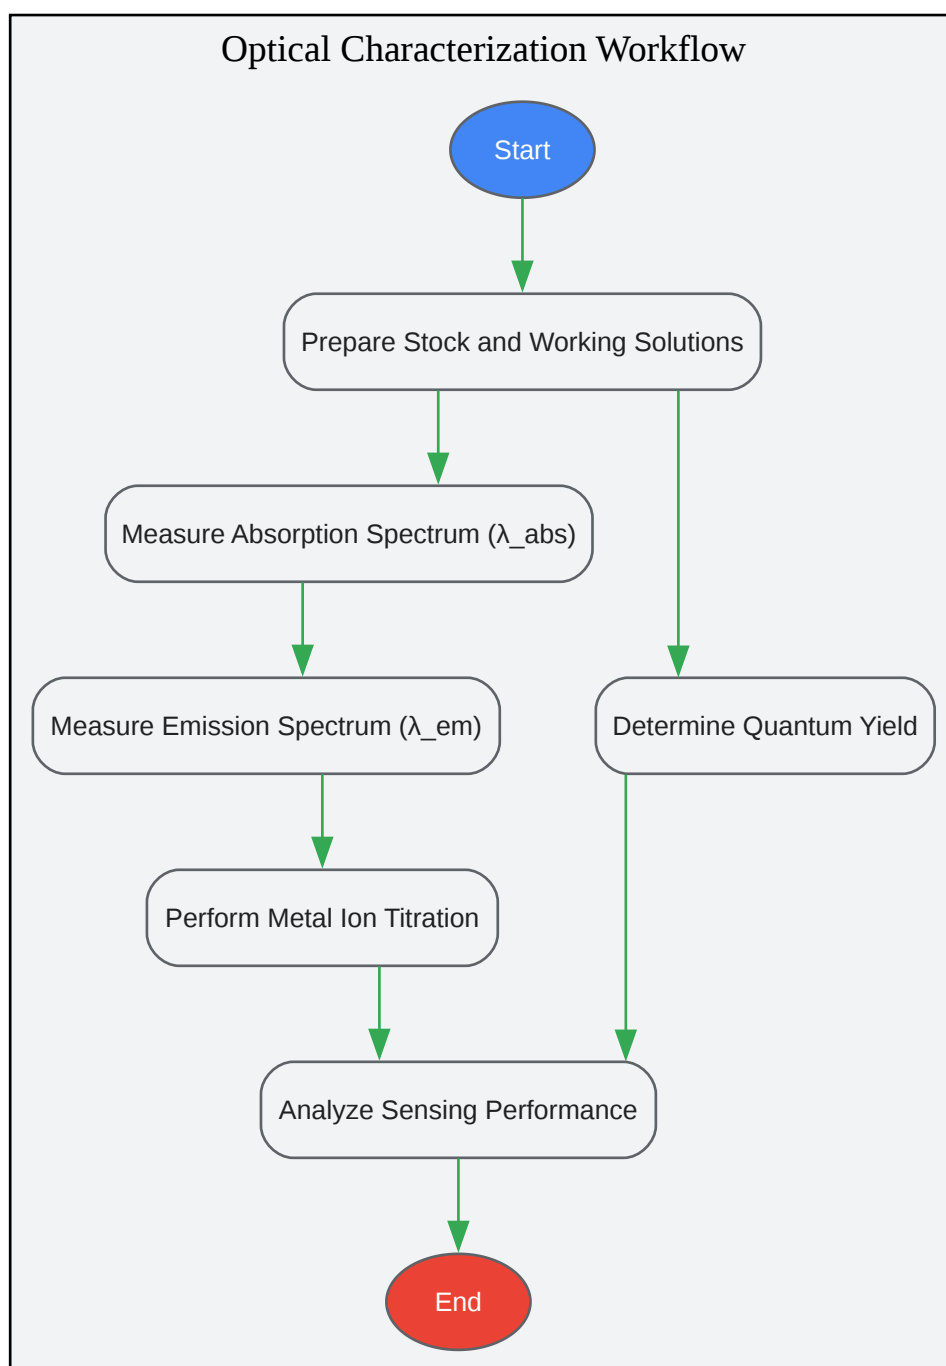 Optical Characterization Workflow
Start
Prepare Stock and Working Solutions
Measure Absorption Spectrum (λ_abs)
Measure Emission Spectrum (λ_em)
Determine Quantum Yield
Perform Metal Ion Titration
Analyze Sensing Performance
End